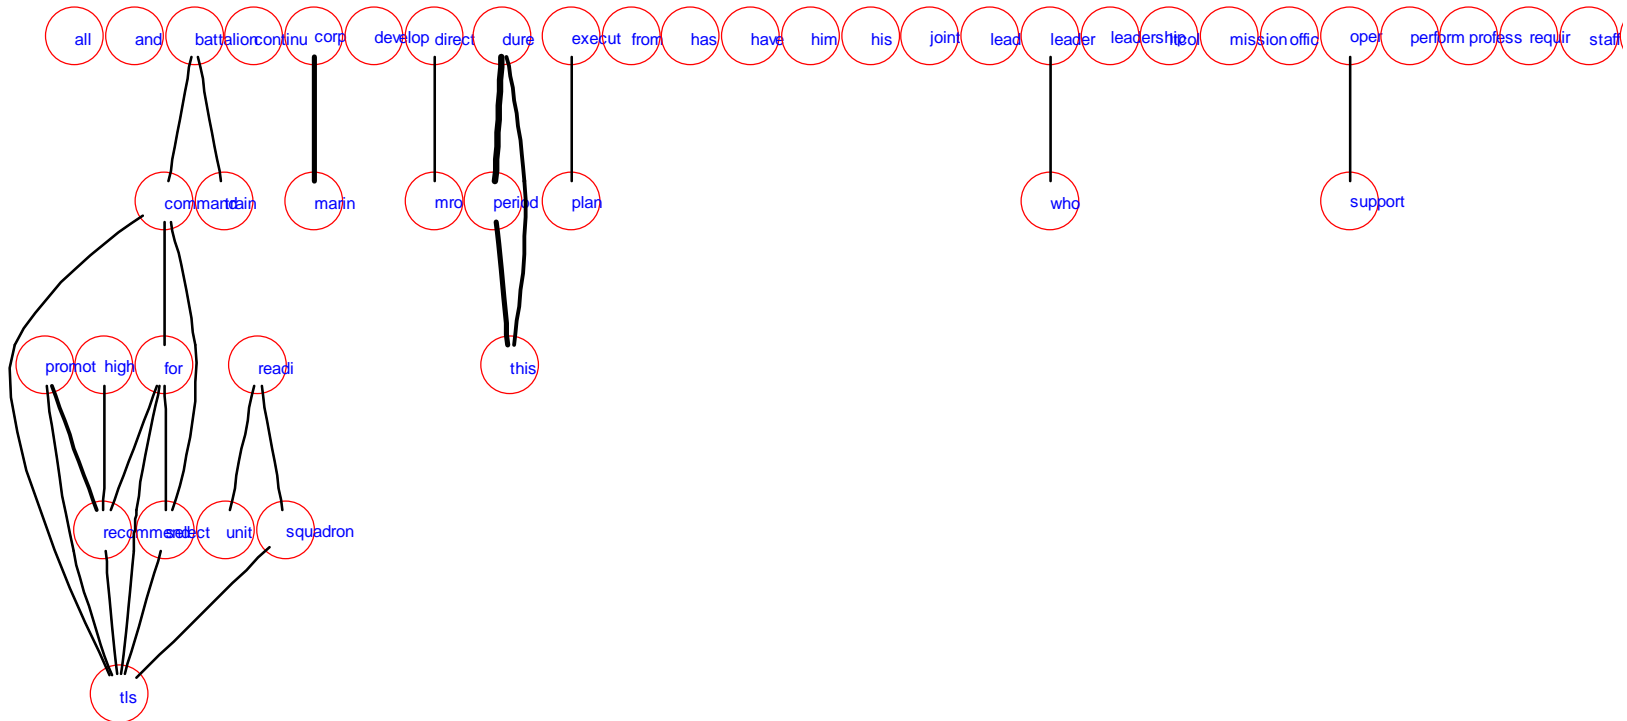 all and battalion continu corp develop direct dure execut from has have him his joint lead leader leadership ltcol mission offic oper perform profess requir staff
command train marin mro period plan who support
promot high for readi this
recommend select unit squadron
tls